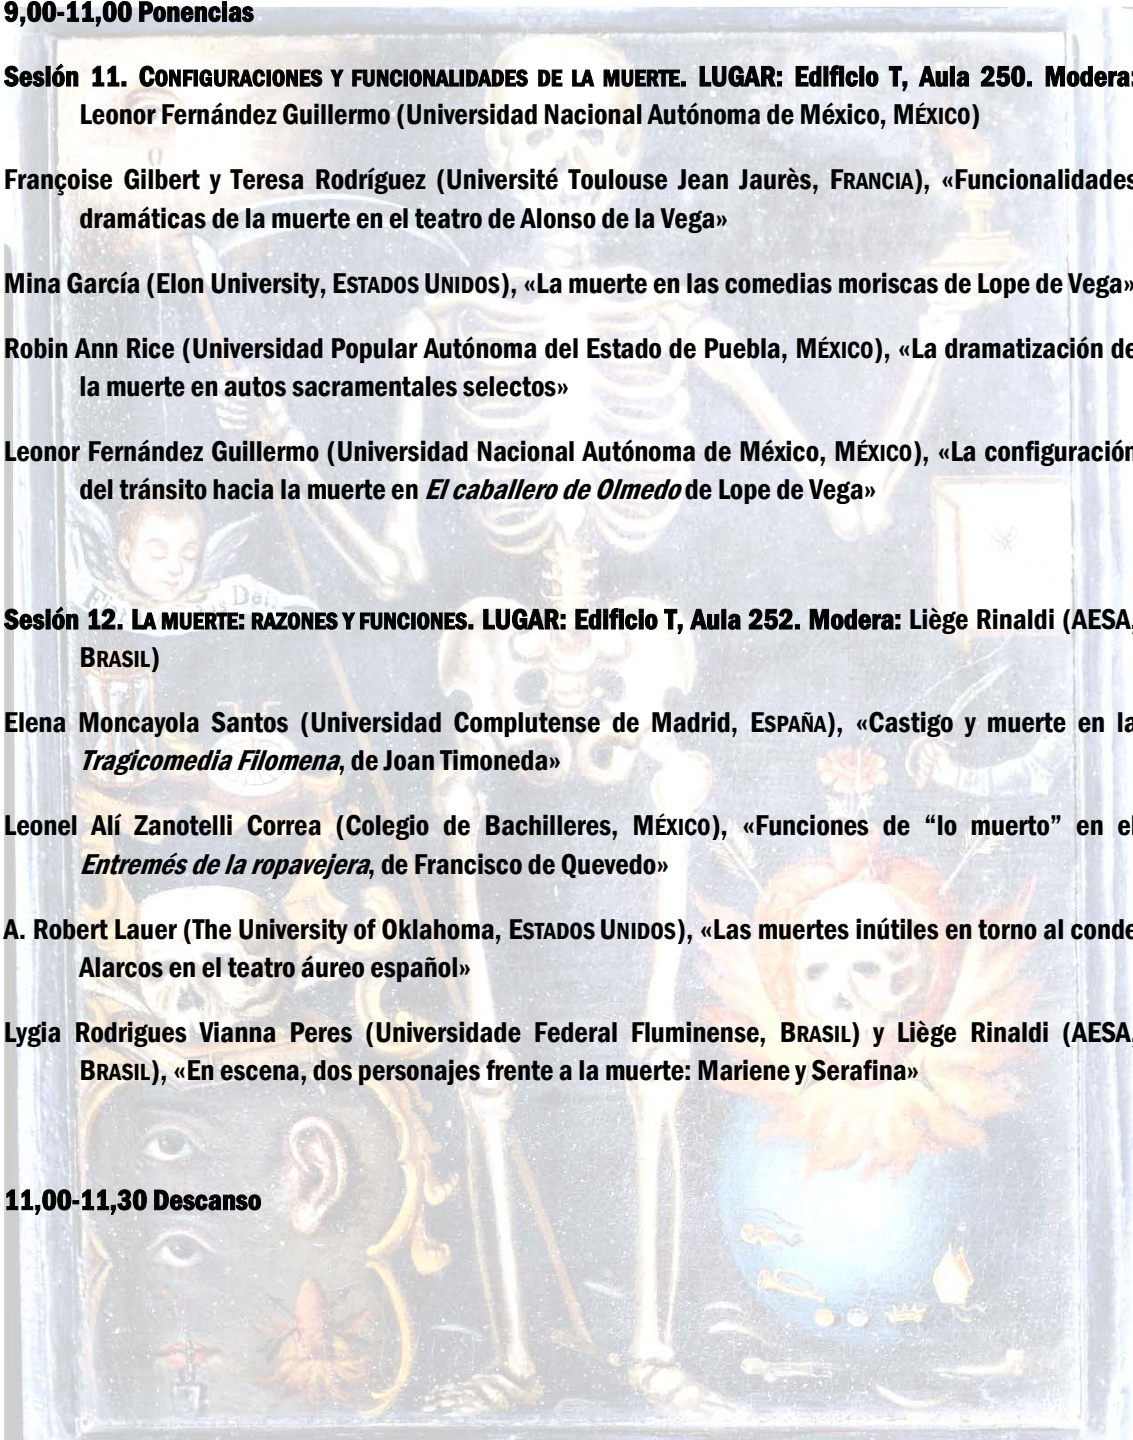 9,00-11,00 Ponencias
Sesión 11. CONFIGURACIONES Y FUNCIONALIDADES DE LA MUERTE. LUGAR: Edificio T, Aula 250. Modera:
Leonor Fernández Guillermo (Universidad Nacional Autónoma de México, MÉXICO)
Françoise Gilbert y Teresa Rodríguez (Université Toulouse Jean Jaurès, FRANCIA), «Funcionalidades
dramáticas de la muerte en el teatro de Alonso de la Vega»
Mina García (Elon University, ESTADOS UNIDOS), «La muerte en las comedias moriscas de Lope de Vega»
Robin Ann Rice (Universidad Popular Autónoma del Estado de Puebla, MÉXICO), «La dramatización de
la muerte en autos sacramentales selectos»
Leonor Fernández Guillermo (Universidad Nacional Autónoma de México, MÉXICO), «La configuración
del tránsito hacia la muerte en El caballero de Olmedo de Lope de Vega»
Dei
Sesión 12. LA MUERTE: RAZONES Y FUNCIONES. LUGAR: Edificio T, Aula 252. Modera: Liège Rinaldi (AESA,
BRASIL)
Elena Moncayola Santos (Universidad Complutense de Madrid, ESPAÑA), «Castigo y muerte en la
Tragicomedia Filomena, de Joan Timoneda»
Leonel Alí Zanotelli Correa (Colegio de Bachilleres, MÉXICO), «Funciones de “lo muerto” en el
Entremés de la ropavejera, de Francisco de Quevedo»
A. Robert Lauer (The University of Oklahoma, ESTADOS UNIDOS), «Las muertes inútiles en torno al conde
Alarcos en el teatro áureo español»
Lygia Rodrigues Vianna Peres (Universidade Federal Fluminense, BRASIL) y Liège Rinaldi (AESA,
BRASIL), «En escena, dos personajes frente a la muerte: Mariene y Serafina»
11,00-11,30 Descanso